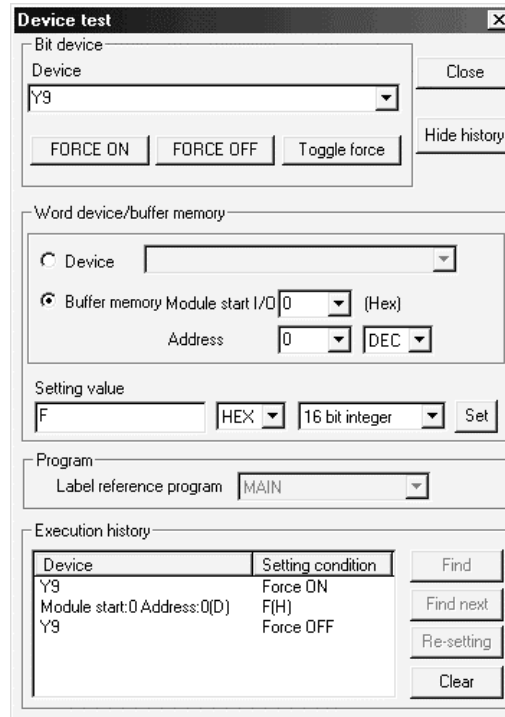 Device test
Bit device
Device
Close
Y9
FORCE ON FORCE OFF Toggle force
Hide history
Word device/buffer memory
Device
Buffer memory Module start I/O 0 (Hex)
Address 0 DEC
Setting value
F HEX 16 bit integer Set
Program
Label reference program MAIN
Execution history
Device Setting condition Find
Y9 Force ON
Module start:0 Address:0(D) F(H) Find next
Y9 Force OFF
Re-setting
Clear